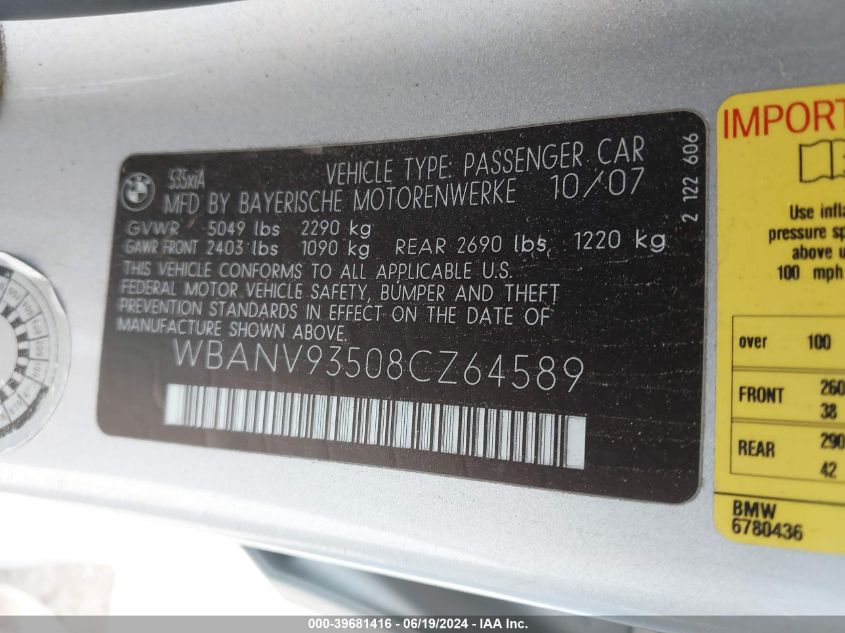 BMW
535xiA VEHICLE TYPE: PASSENGER CAR
MFD BY BAYERISCHE MOTORENWERKE 10/07
GVWR 5049 lbs 2290 kg
GAWR FRONT 2403 lbs 1090 kg REAR 2690 lbs, 1220 kg
THIS VEHICLE CONFORMS TO ALL APPLICABLE U.S.
FEDERAL MOTOR VEHICLE SAFETY, BUMPER AND THEFT
PREVENTION STANDARDS IN EFFECT ON THE DATE OF
MANUFACTURE SHOWN ABOVE.
WBANV93508CZ64589
2 122 606
IMPORT
Use infla
pressure sp
above u
100 mph
over 100
FRONT 260
38
REAR 290
42
BMW
6780436
000-39681416 - 06/19/2024 - IAAI.com